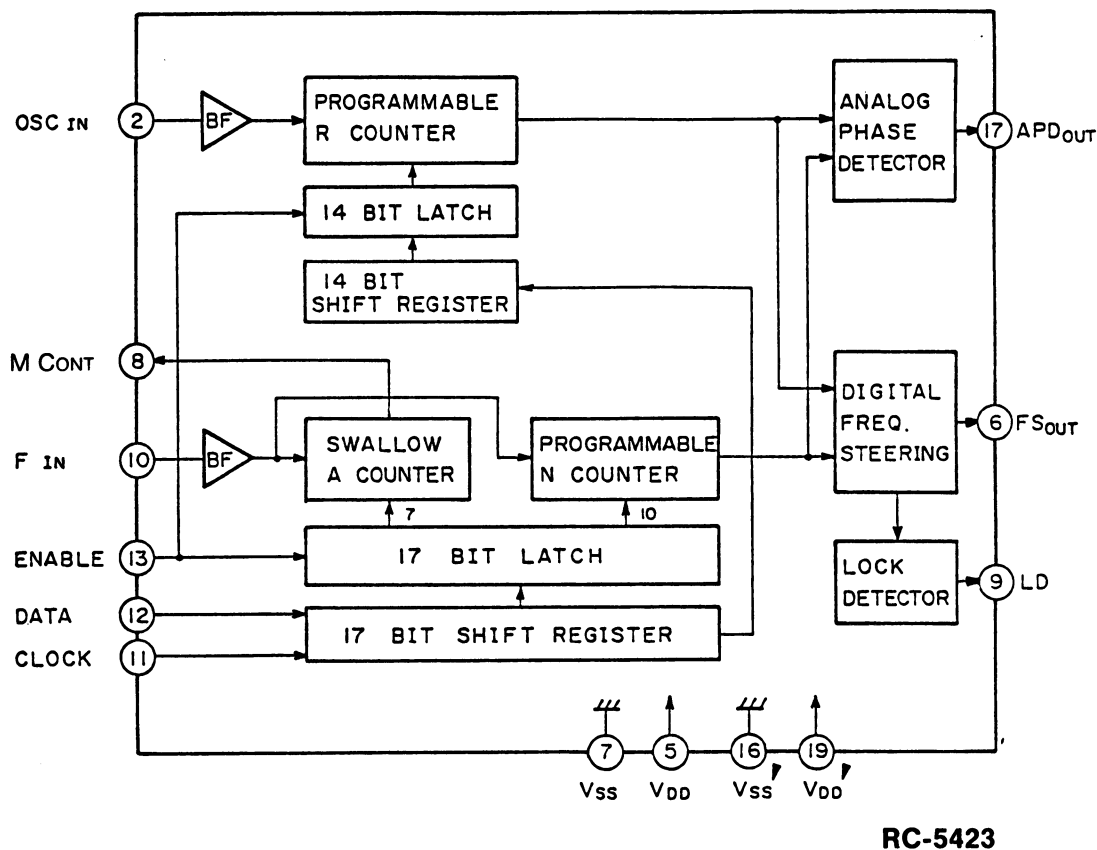 OSC IN
2
BF
PROGRAMMABLE
R COUNTER
ANALOG
PHASE
DETECTOR
17
APDOUT
14 BIT LATCH
14 BIT
SHIFT REGISTER
M CONT
8
F IN
10
BF
SWALLOW
A COUNTER
PROGRAMMABLE
N COUNTER
DIGITAL
FREQ.
STEERING
6
FSOUT
7
10
ENABLE
13
17 BIT LATCH
LOCK
DETECTOR
9
LD
DATA
12
17 BIT SHIFT REGISTER
CLOCK
11
7
5
16
19
VSS
VDD
VSS'
VDD'
RC-5423